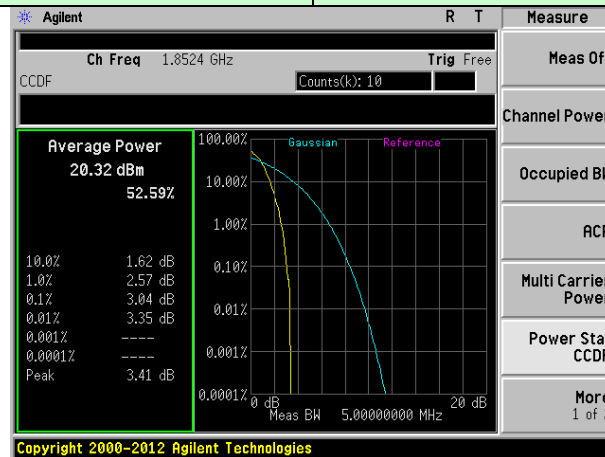 Agilent R T
Ch Freq 1.8524 GHz Trig Free
CCDF Counts(k): 10
Average Power
20.32 dBm
52.59%
10.0% 1.62 dB
1.0% 2.57 dB
0.1% 3.04 dB
0.01% 3.35 dB
0.001% ----
0.0001% ----
Peak 3.41 dB
Gaussian Reference
100.00%
10.00%
1.00%
0.10%
0.01%
0.001%
0.0001%
0 dB 20 dB
Meas BW 5.00000000 MHz
Measure
Meas Of
Channel Power
Occupied B
ACP
Multi Carrier
Power
Power Sta
CCDF
More
1 of
Copyright 2000-2012 Agilent Technologies